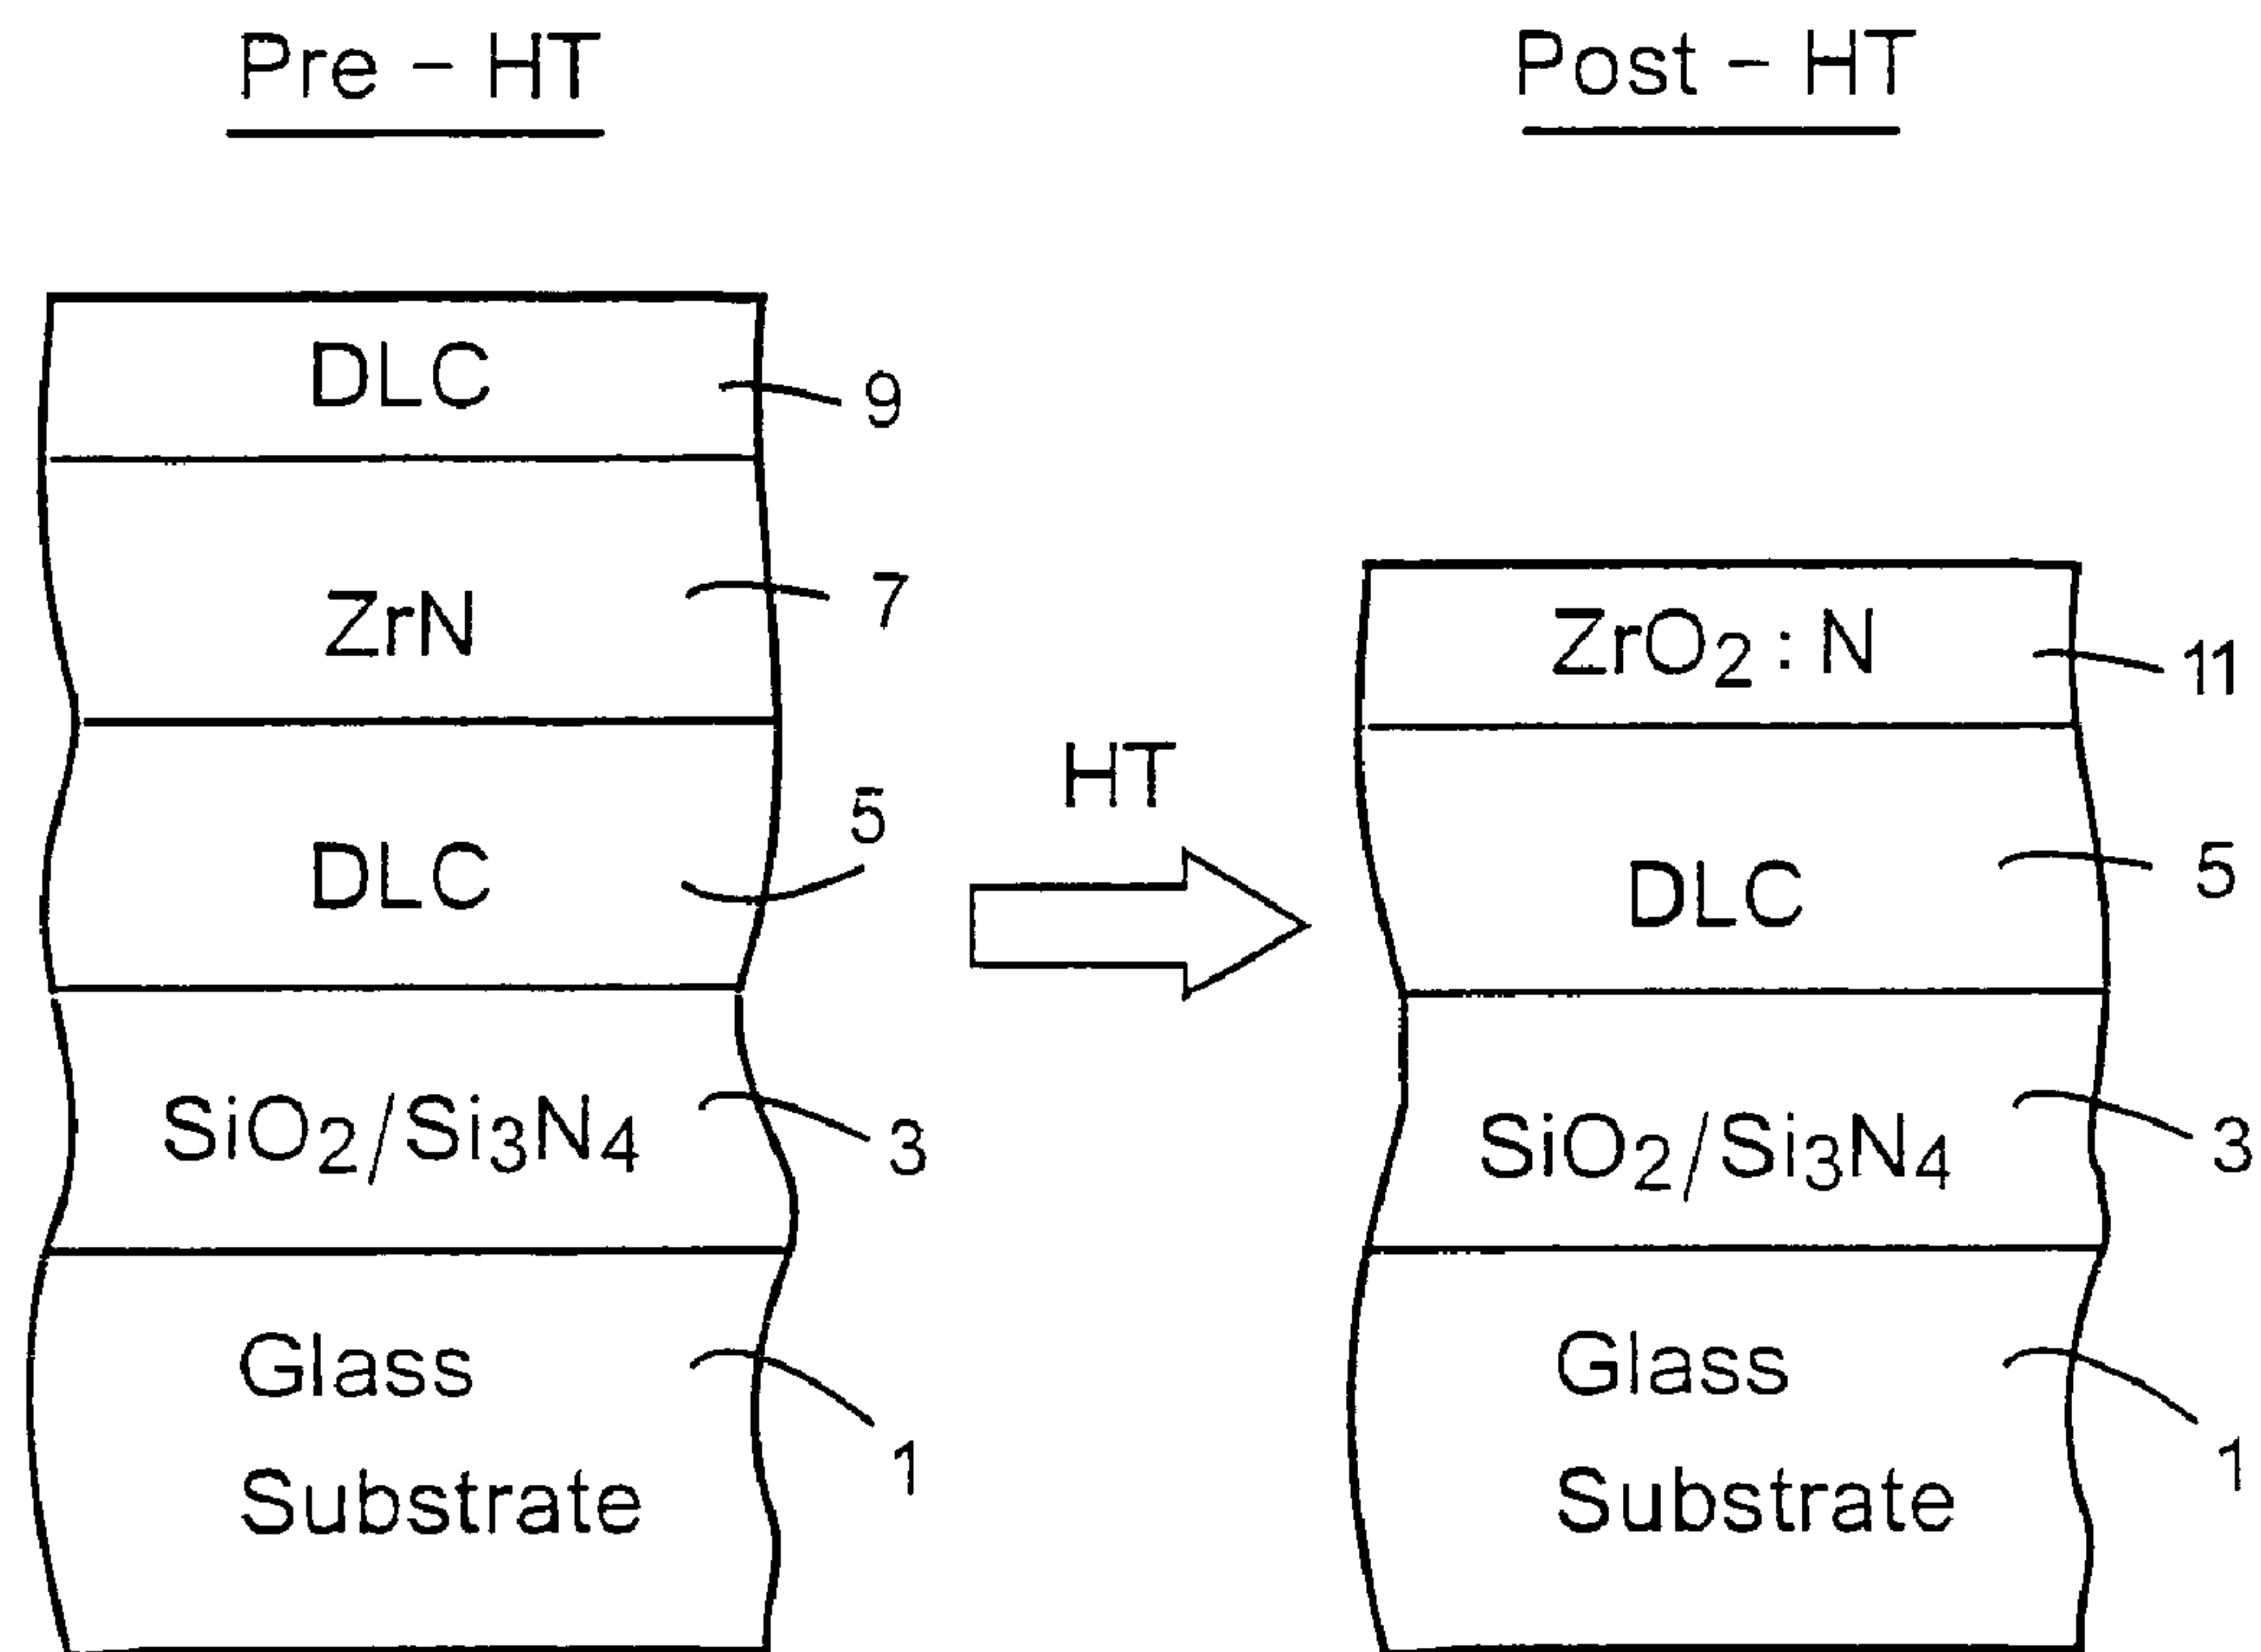 Pre - HT
DLC
9
ZrN
7
DLC
5
SiO2/Si3N4
3
Glass
Substrate
1
HT
Post - HT
ZrO2 : N
11
DLC
5
SiO2/Si3N4
3
Glass
Substrate
1